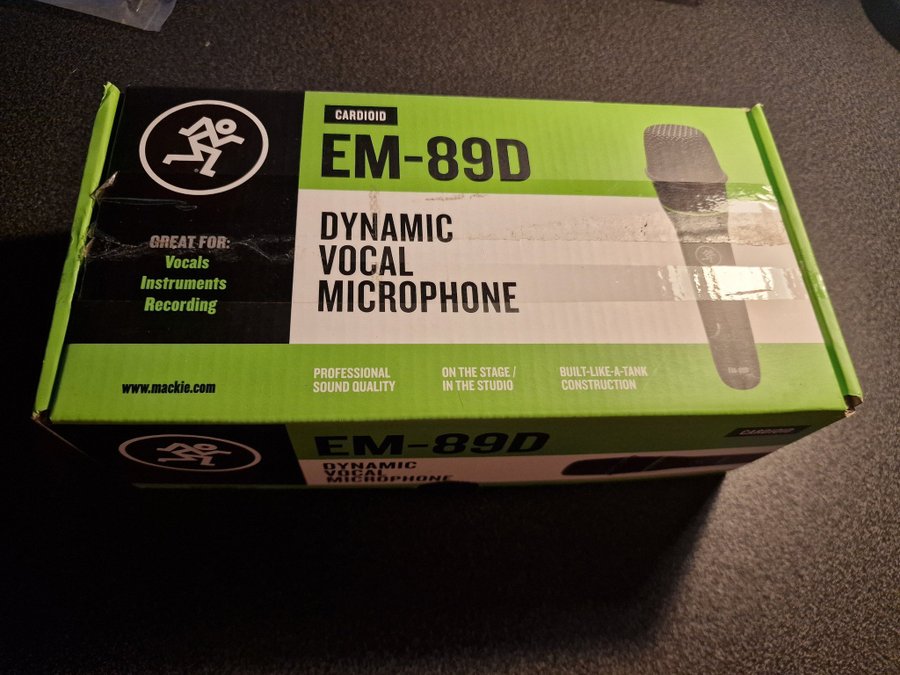 CARDIOID
EM-89D
DYNAMIC
VOCAL
MICROPHONE
GREAT FOR:
Vocals
Instruments
Recording
www.mackie.com
PROFESSIONAL
SOUND QUALITY
ON THE STAGE /
IN THE STUDIO
BUILT-LIKE-A-TANK
CONSTRUCTION
EM-89D
EM-89D
CARDIOID
DYNAMIC
VOCAL
MICROPHONE